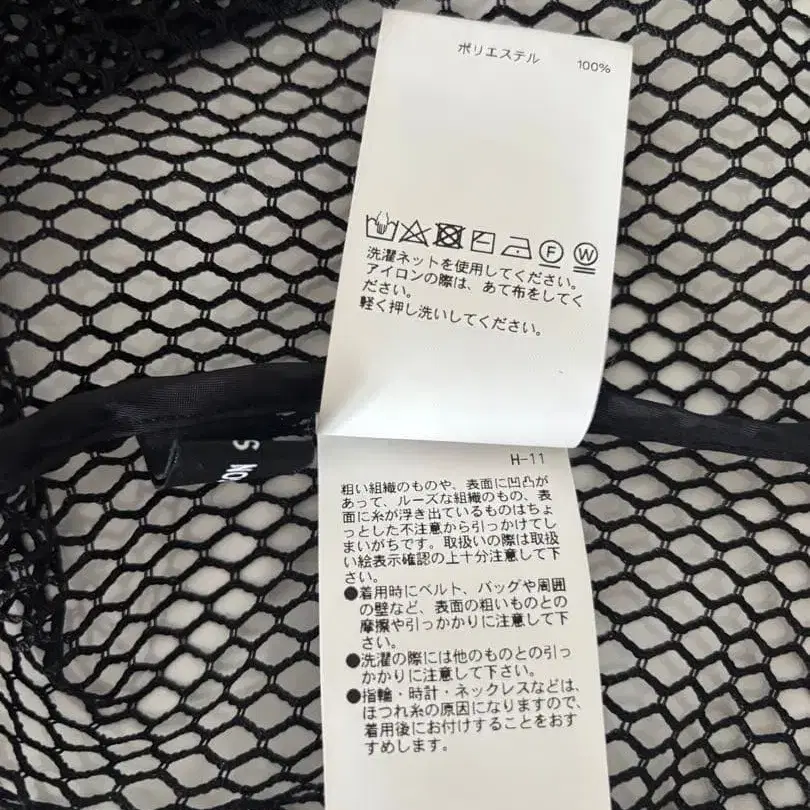 ポリエステル 100%
F W
洗濯ネットを使用してください。
アイロンの際は、あて布をしてく
ださい。
軽く押し洗いしてください。
S NO
H-11
粗い組織のものや、表面に凹凸が
あって、ルーズな組織のもの、表
面に糸が浮き出ているものはちょ
っとした不注意から引っかけてし
まいがちです。取扱いの際は取扱
い絵表示確認の上十分注意して下
さい。
●着用時にベルト、バッグや周囲
の壁など、表面の粗いものとの
摩擦や引っかかりに注意して下
さい。
●洗濯の際には他のものとの引っ
かかりに注意して下さい。
●指輪・時計・ネックレスなどは、
ほつれ糸の原因になりますので、
着用後にお付けすることをおす
すめします。